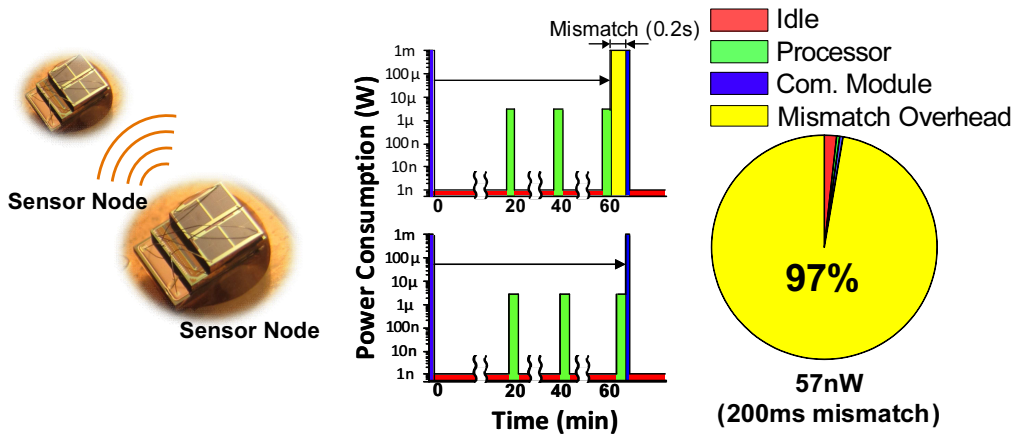 Sensor Node
Sensor Node
Mismatch (0.2s)
Power Consumption (W)
1m
100 µ
10µ
1µ
100 n
10n
1n
0
20
40
60
1m
100µ
10µ
1µ
100n
10n
1n
0
20
40
60
Time (min)
Idle
Processor
Com. Module
Mismatch Overhead
97%
57nW
(200ms mismatch)